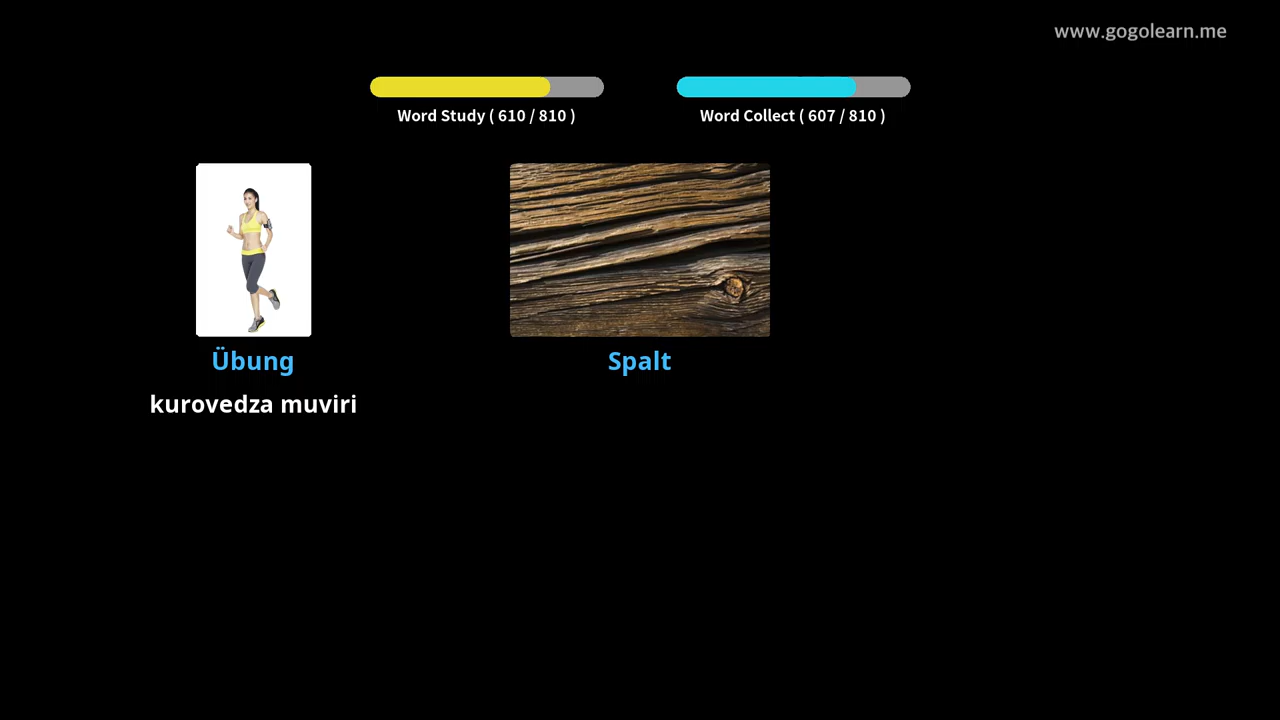 www.gogolearn.me
Word Study ( 610 / 810 )
Word Collect ( 607 / 810 )
Übung
Spalt
kurovedza muviri